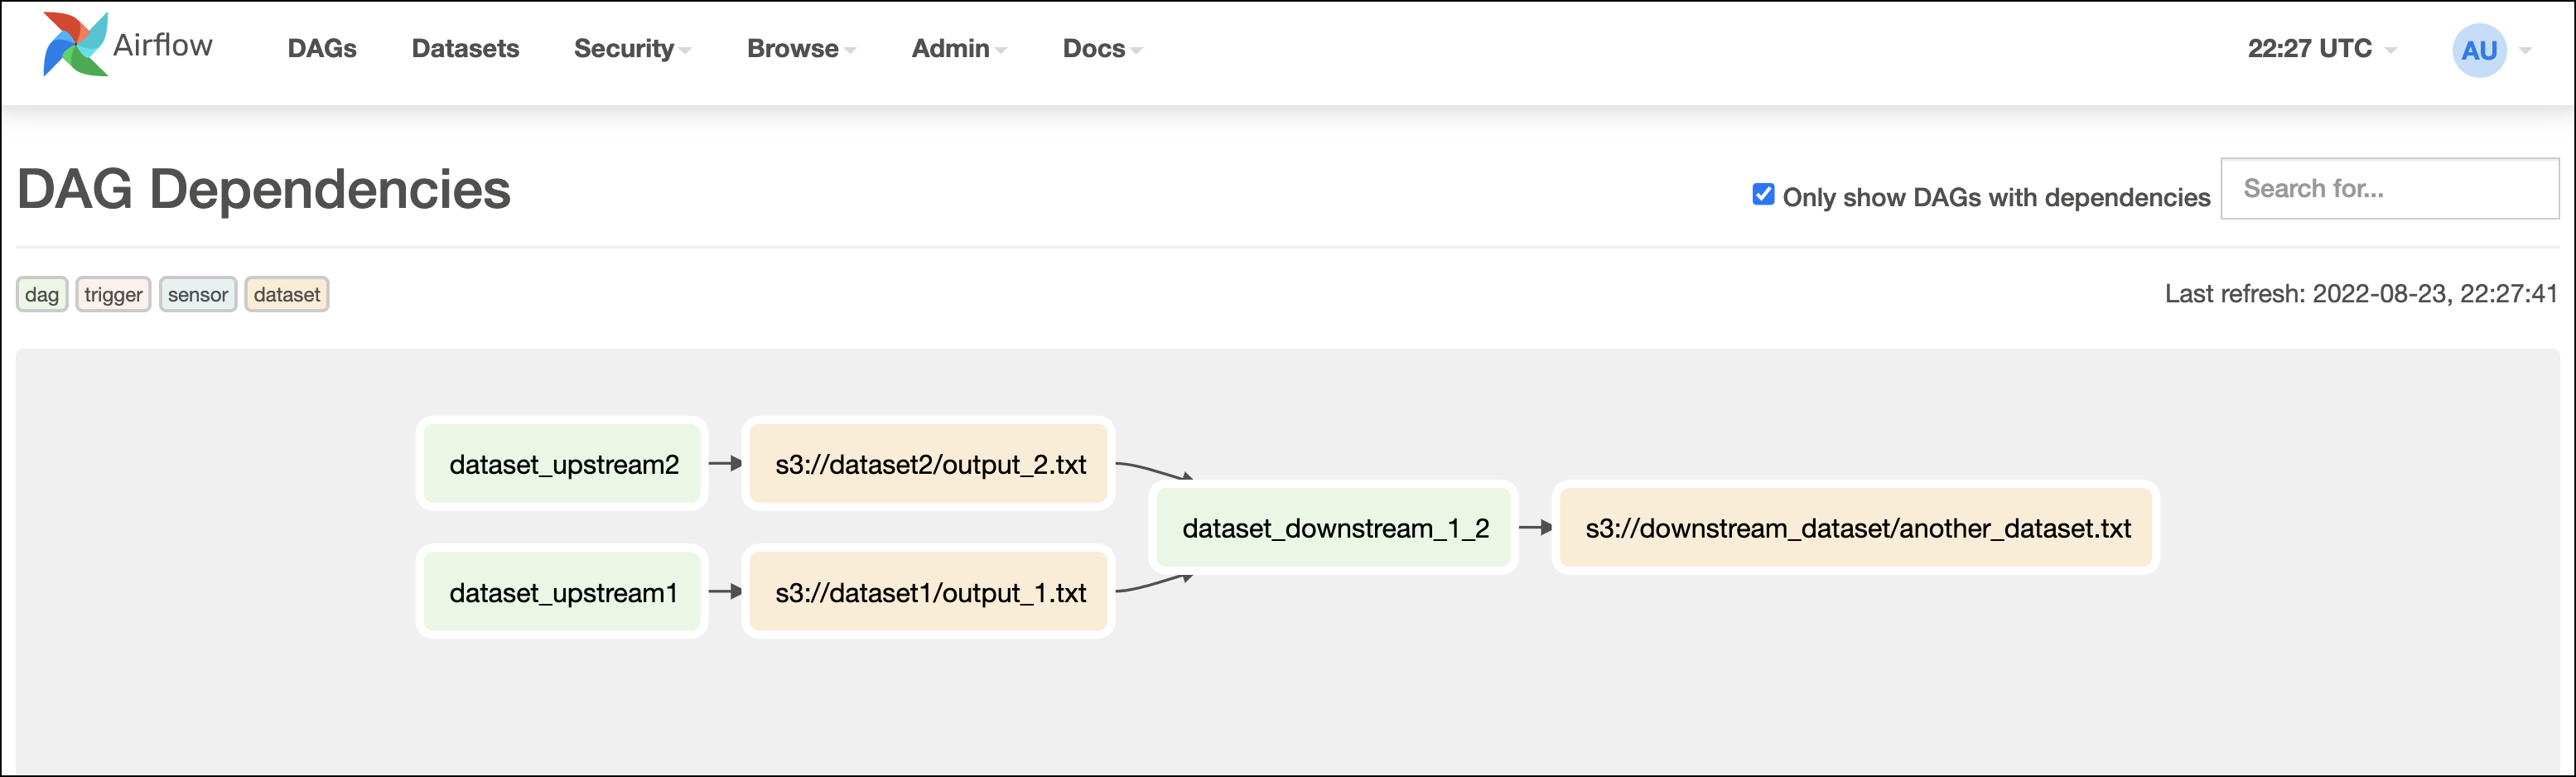 Airflow DAGs Datasets Security Browse Admin Docs 22:27 UTC AU
DAG Dependencies Only show DAGs with dependencies Search for...
dag trigger sensor dataset Last refresh: 2022-08-23, 22:27:41
dataset_upstream2 s3://dataset2/output_2.txt
dataset_downstream_1_2 s3://downstream_dataset/another_dataset.txt
dataset_upstream1 s3://dataset1/output_1.txt